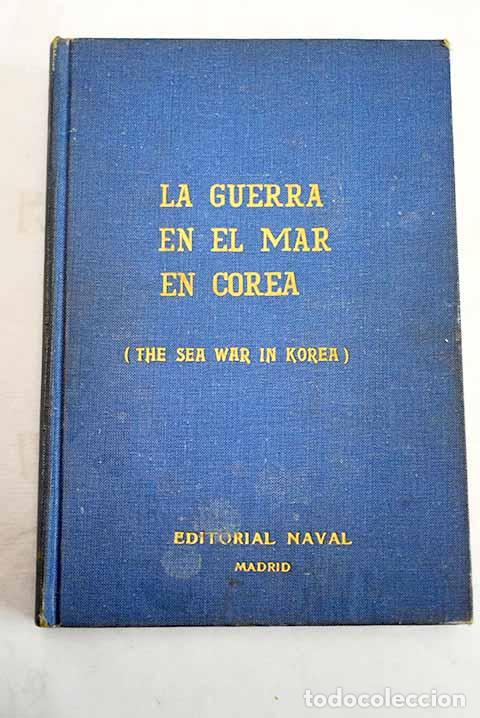 LA GUERRA
EN EL MAR
EN COREA
(THE SEA WAR IN KOREA)
EDITORIAL NAVAL
MADRID
todocoleccion